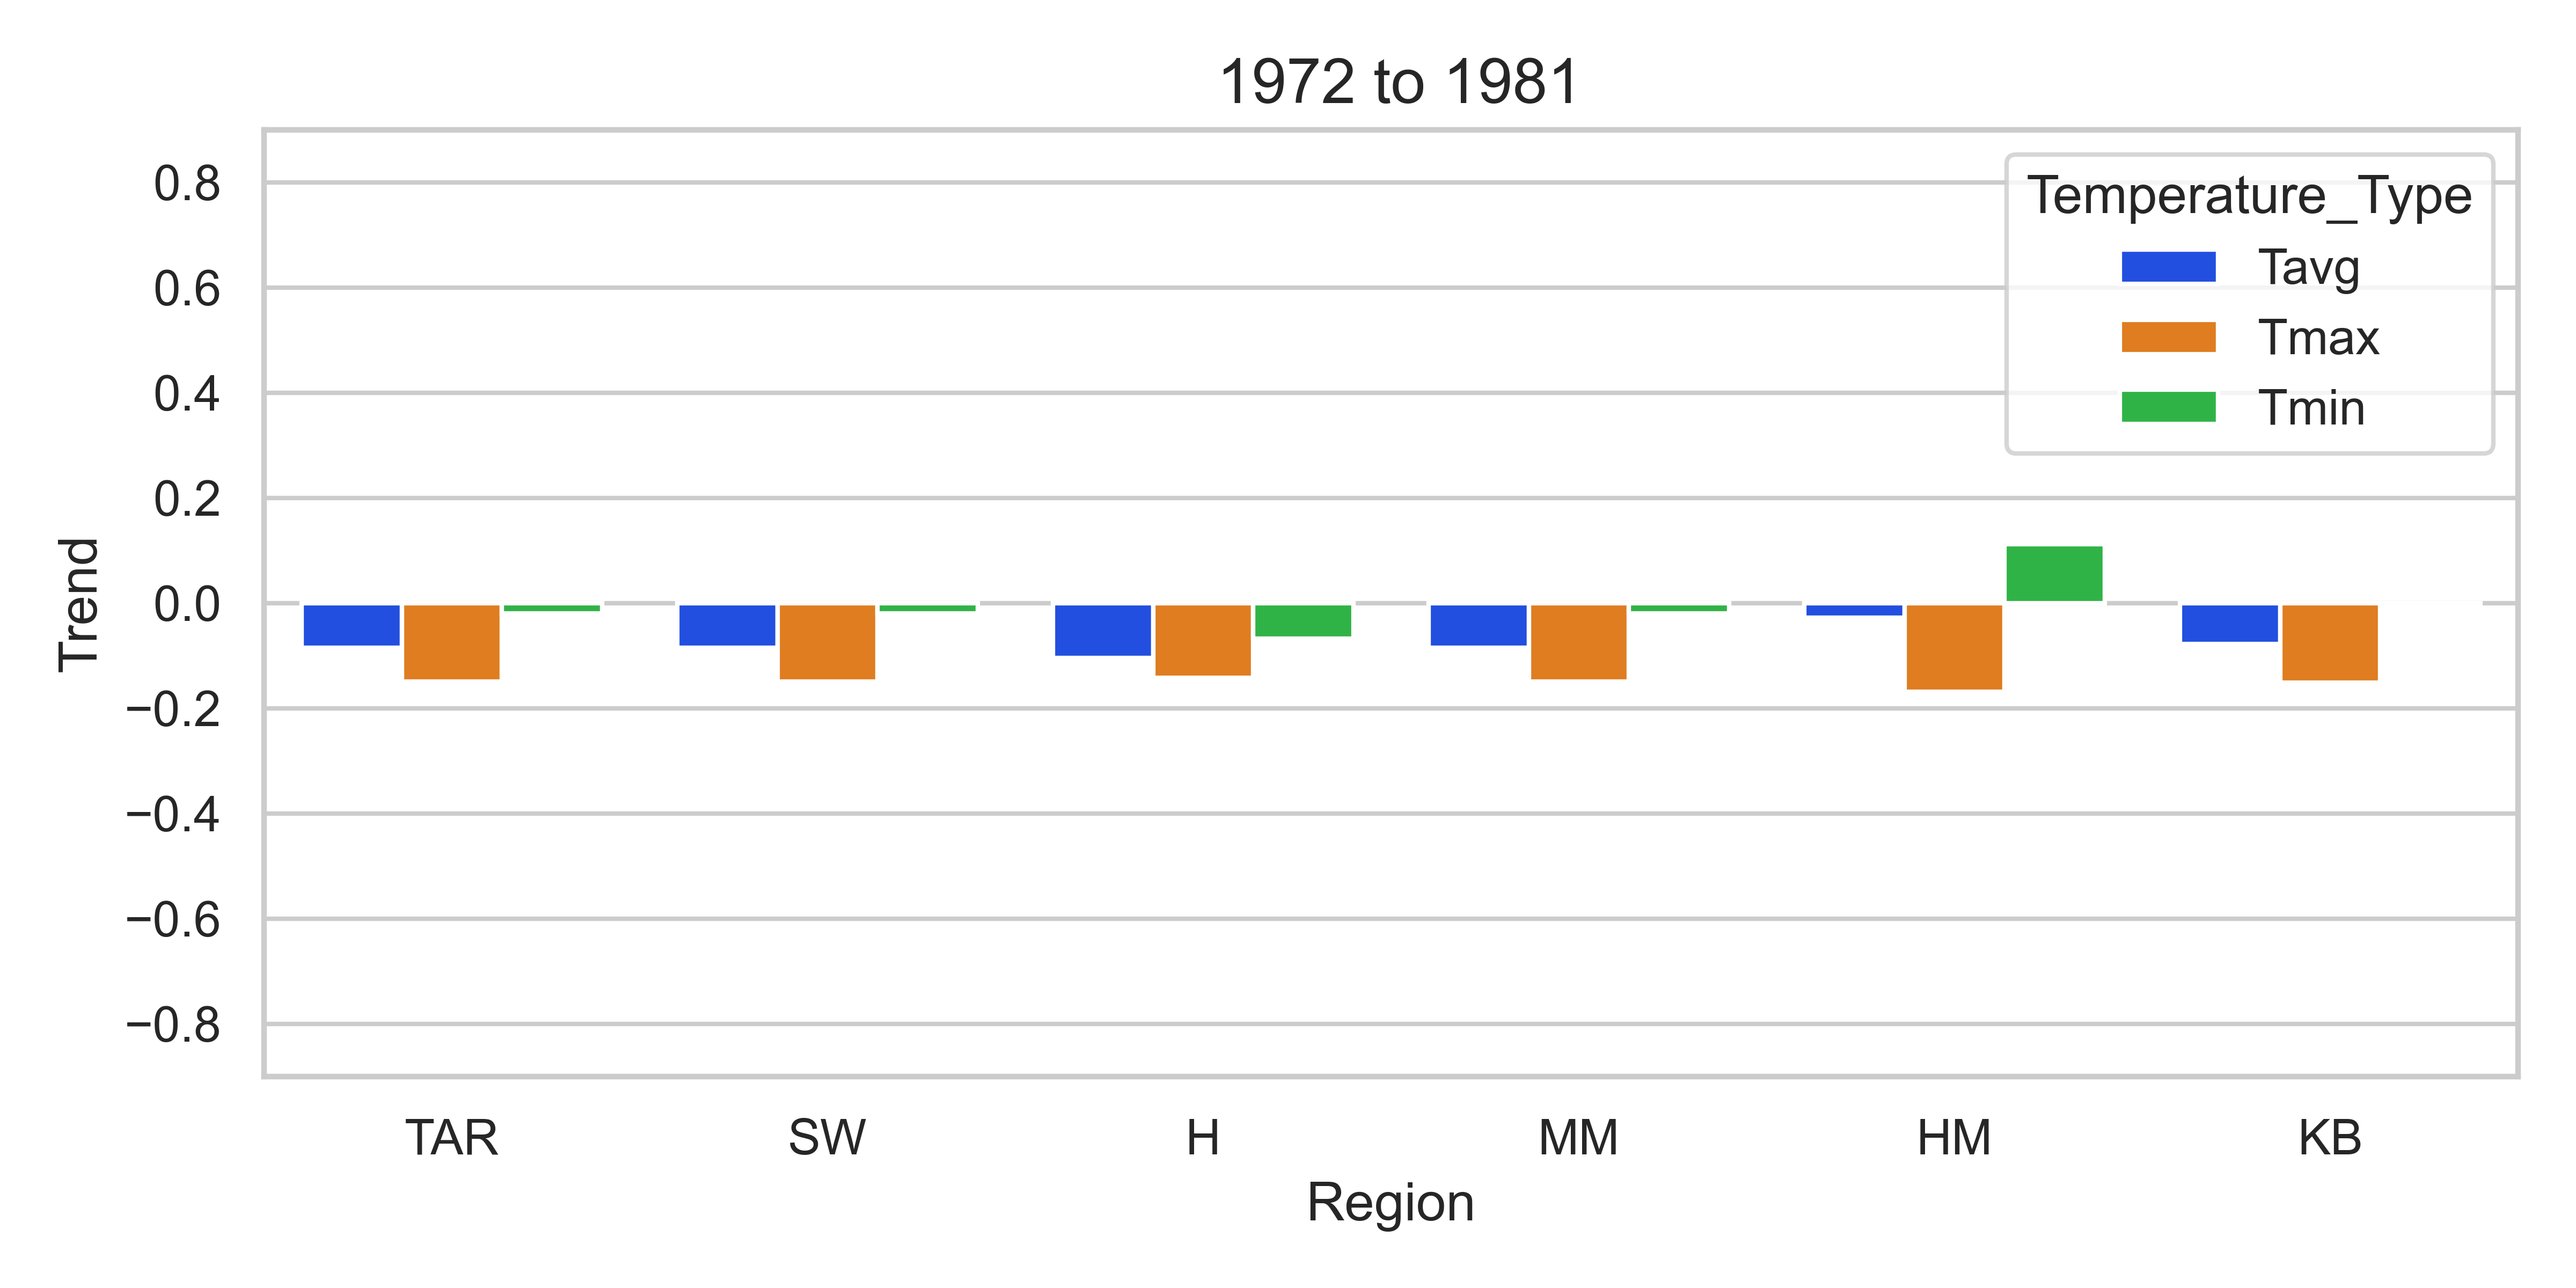 1972 to 1981
Temperature_Type
Tavg
Tmax
Tmin
0.8
0.6
0.4
0.2
0.0
−0.2
−0.4
−0.6
−0.8
Trend
TAR SW H MM HM KB
Region